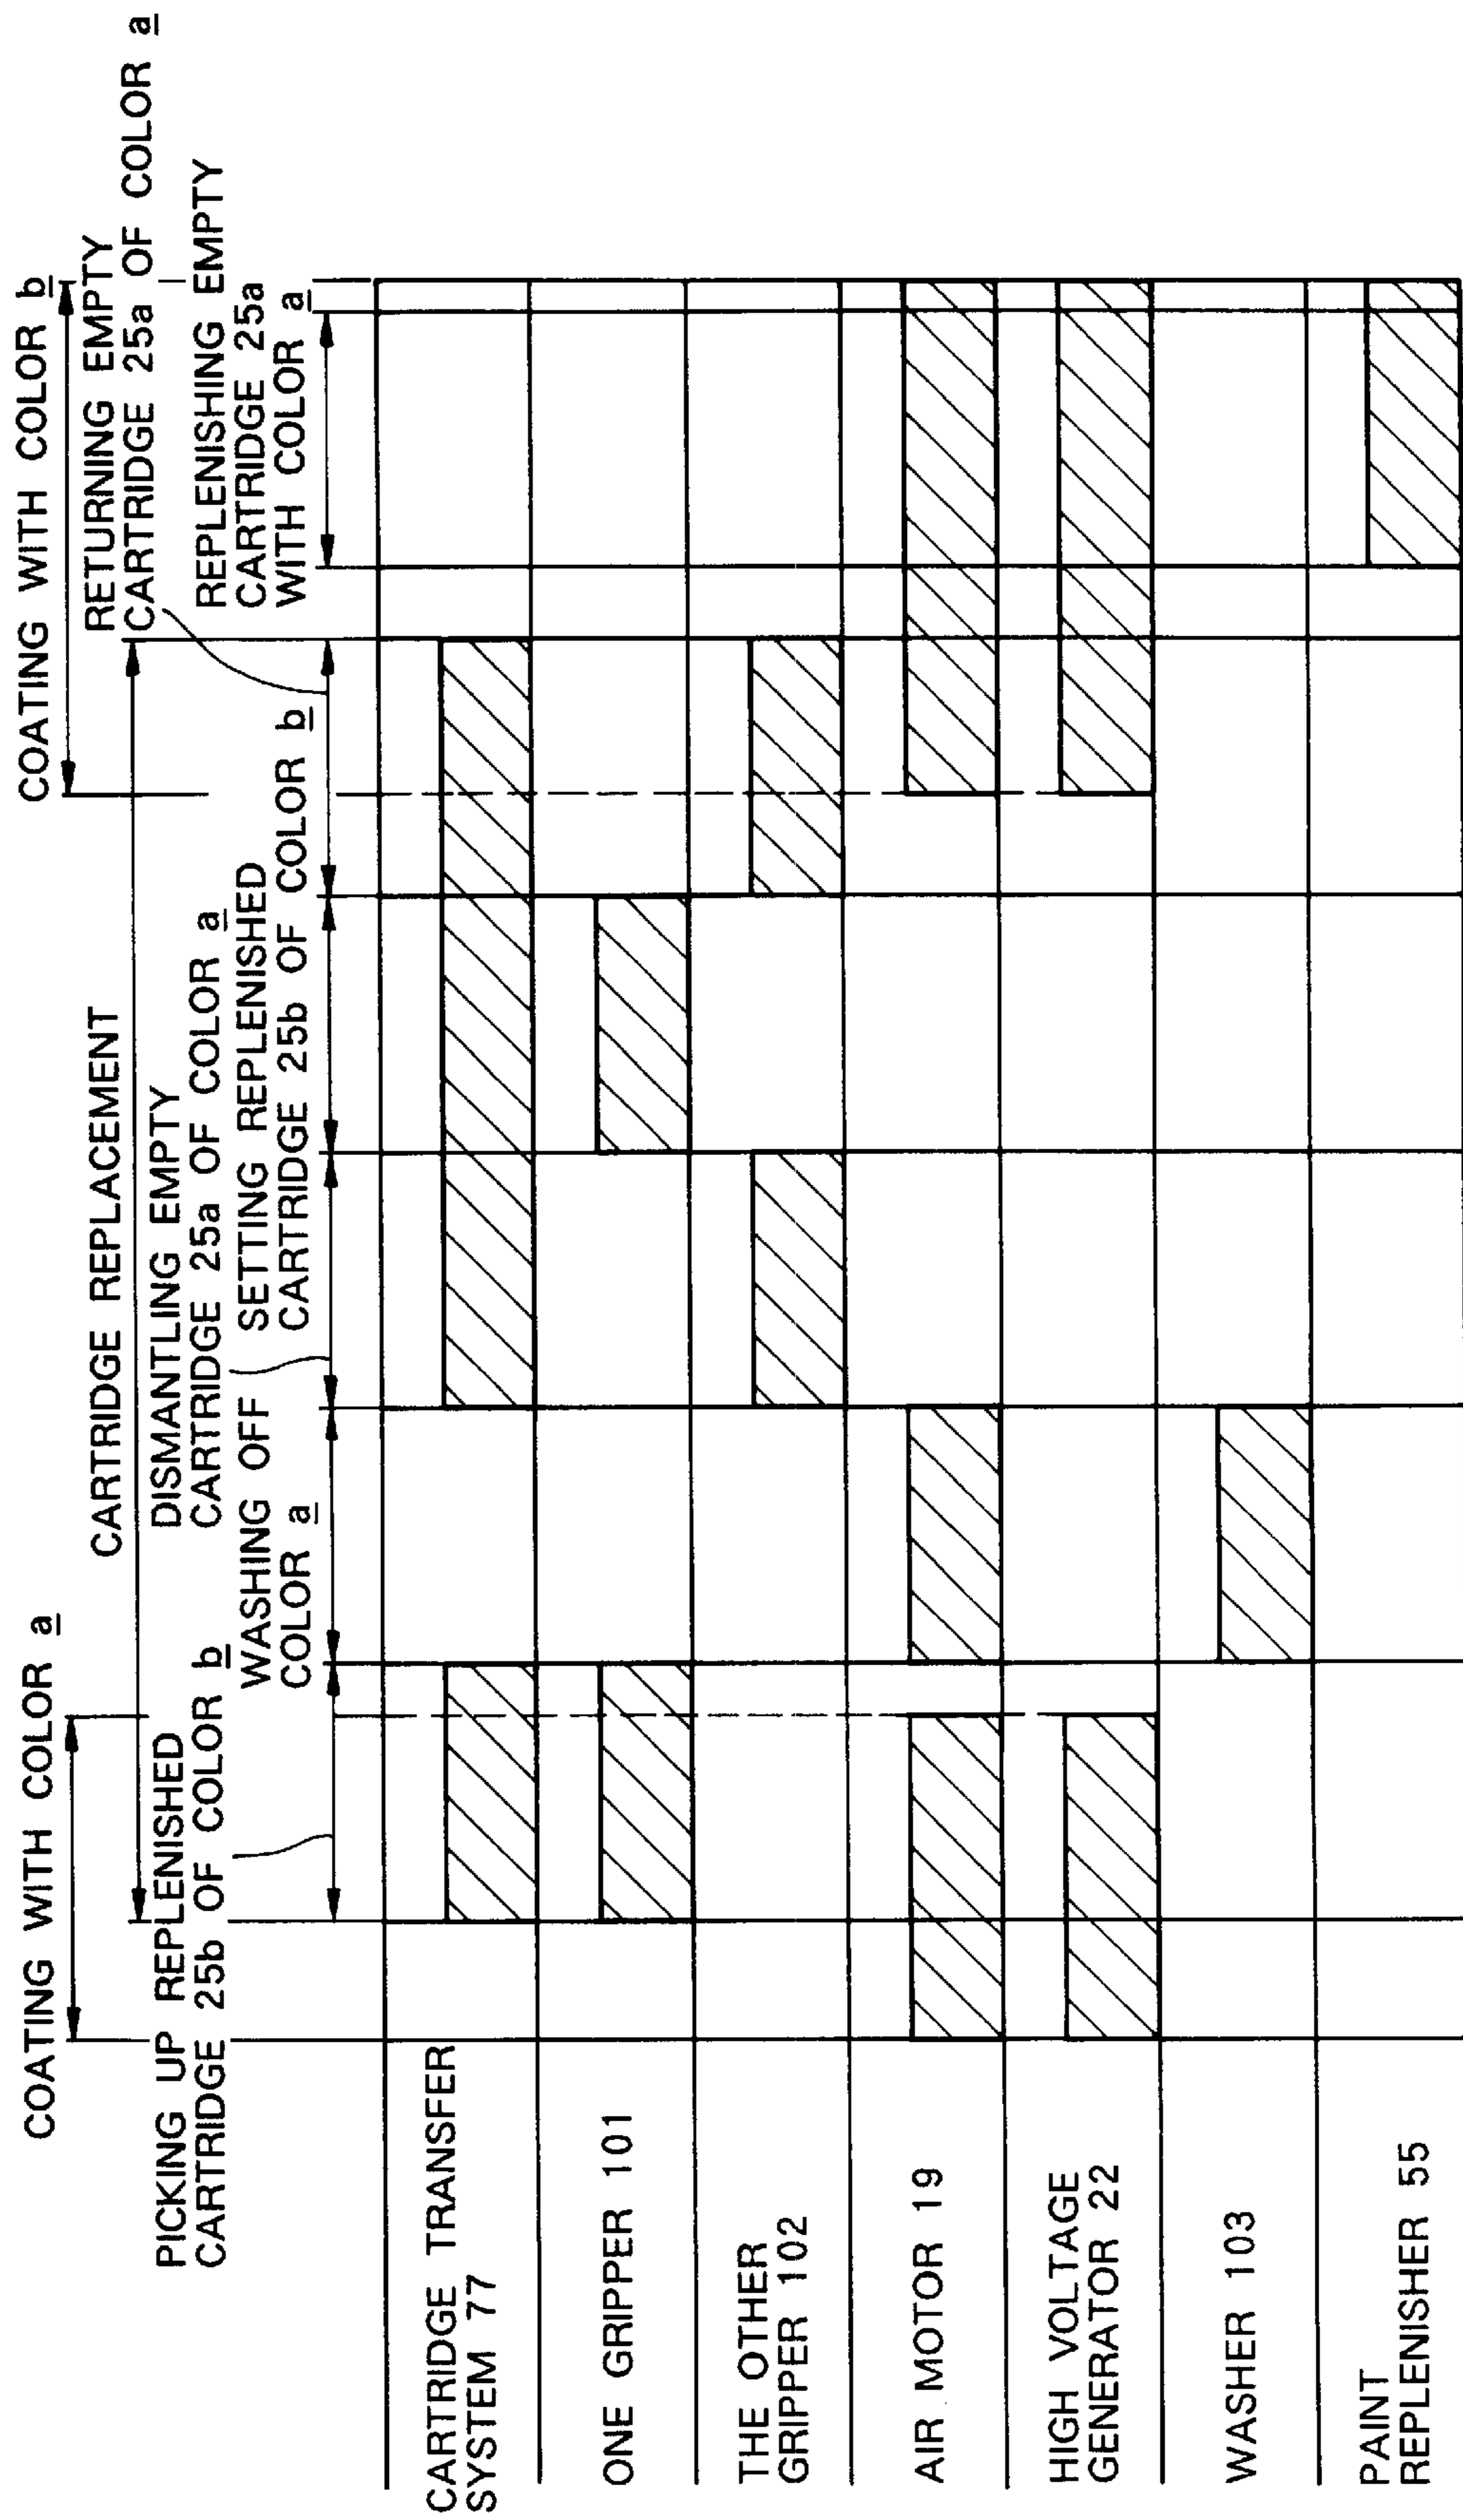 COATING WITH COLOR a
COATING WITH COLOR b
CARTRIDGE REPLACEMENT
RETURNING EMPTY
CARTRIDGE 25a OF COLOR a
PICKING UP REPLENISHED
CARTRIDGE 25b OF COLOR b
DISMANTLING EMPTY
CARTRIDGE 25a OF COLOR a
REPLENISHING EMPTY
CARTRIDGE 25a
WITH COLOR a
WASHING OFF
COLOR a
SETTING REPLENISHED
CARTRIDGE 25b OF COLOR b
CARTRIDGE TRANSFER
SYSTEM 77
ONE GRIPPER 101
THE OTHER
GRIPPER 102
AIR MOTOR 19
HIGH VOLTAGE
GENERATOR 22
WASHER 103
PAINT
REPLENISHER 55